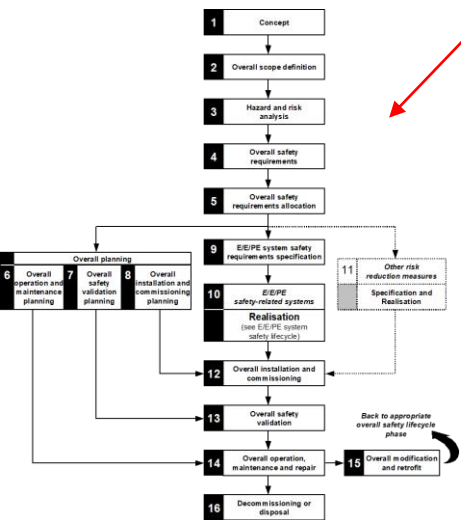 1
Concept
2
Overall scope definition
3
Hazard and risk
analysis
4
Overall safety
requirements
5
Overall safety
requirements allocation
Overall planning
6
Overall
operation and
maintenance
planning
7
Overall
safety
validation
planning
8
Overall
installation and
commissioning
planning
9
E/E/PE system safety
requirements specification
10
E/E/PE
safety-related systems
Realisation
(see E/E/PE system
safety lifecycle)
11
Other risk
reduction measures
Specification and
Realisation
12
Overall installation and
commissioning
13
Overall safety
validation
Back to appropriate
overall safety lifecycle
phase
14
Overall operation,
maintenance and repair
15
Overall modification
and retrofit
16
Decommissioning or
disposal